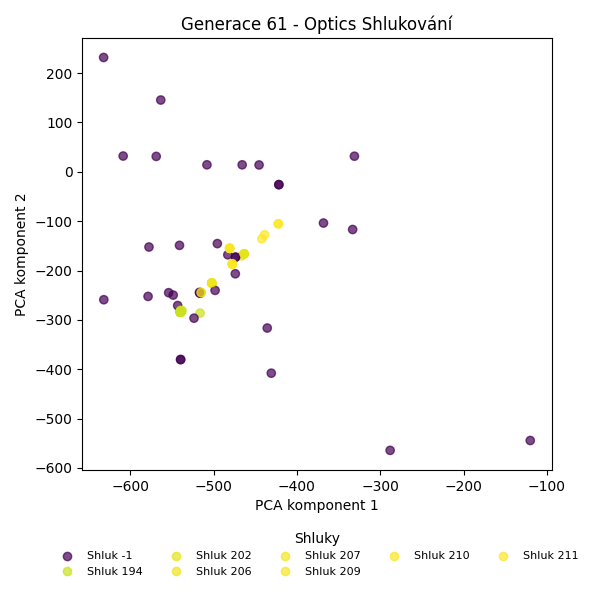 Generace 61 - Optics Shlukování
200
100
0
−100
−200
−300
−400
−500
−600
PCA komponent 2
−600 −500 −400 −300 −200 −100
PCA komponent 1
Shluky
Shluk -1 Shluk 202 Shluk 207 Shluk 210 Shluk 211
Shluk 194 Shluk 206 Shluk 209